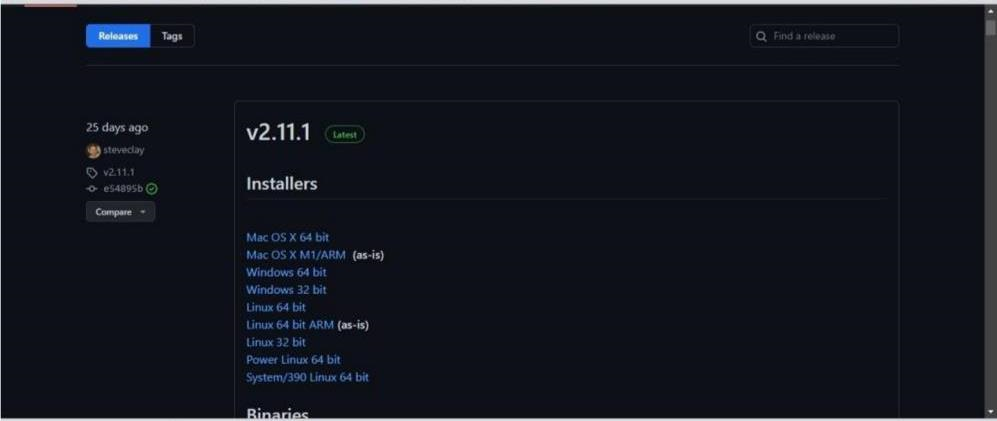 Releases Tags
Find a release
25 days ago
steveclay
v2.11.1
e54895b
Compare
v2.11.1 Latest
Installers
Mac OS X 64 bit
Mac OS X M1/ARM (as-is)
Windows 64 bit
Windows 32 bit
Linux 64 bit
Linux 64 bit ARM (as-is)
Linux 32 bit
Power Linux 64 bit
System/390 Linux 64 bit
Binaries